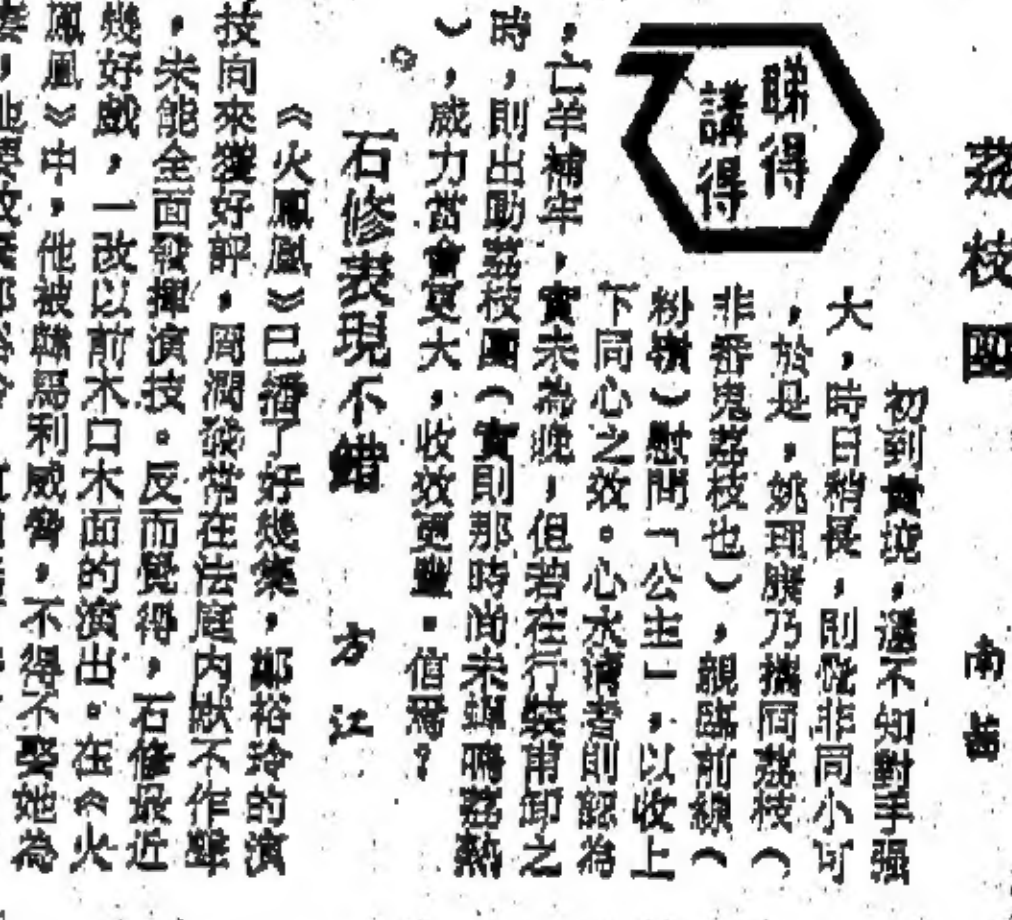 荔枝團
南嶽
睇得
講得
初到貴境，還不知對手強
大，時日稍長，則覺非同小可
，於是，姚珏勝乃攜同荔枝（
非番鬼荔枝也），親臨前線（
粉嶺）慰問「公主」，以收上
下同心之效。心水清者則認為
，亡羊補牢，實未為晚，但若在行裝甫卸之
時，則出動荔枝團（實則那時尚未蟬鳴荔熟
），威力當會更大，收效更豐。信焉？
石修表現不錯
方江
《火鳳凰》已播了好幾集，鄭裕玲的演
技向來獲好評，周潤發常在法庭內默不作聲
，未能全面發揮演技。反而覺得，石修最近
幾好戲，一改以前木口木面的演出。在《火
鳳凰》中，他被韓馬利威脅，不得不娶她為